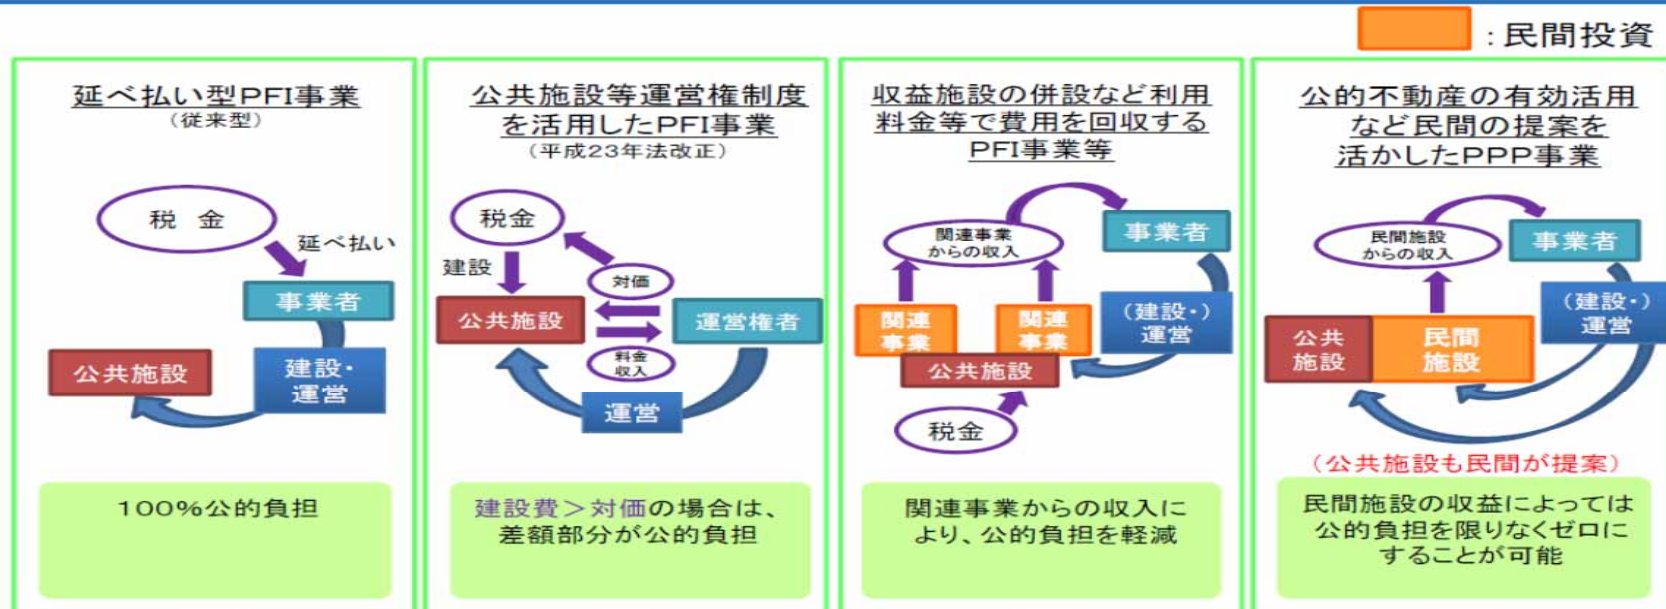 ：民間投資
延べ払い型PFI事業
（従来型）
税 金
延べ払い
事業者
公共施設
建設・
運営
100％公的負担
公共施設等運営権制度
を活用したPFI事業
（平成23年法改正）
税金
建設
対価
公共施設
運営権者
料金
収入
運営
建設費＞対価の場合は、
差額部分が公的負担
収益施設の併設など利用
料金等で費用を回収する
PFI事業等
関連事業
からの収入
事業者
関連
事業
関連
事業
（建設・）
運営
公共施設
税金
関連事業からの収入に
より、公的負担を軽減
公的不動産の有効活用
など民間の提案を
活かしたPPP事業
民間施設
からの収入
事業者
（建設・）
運営
公共
施設
民間
施設
（公共施設も民間が提案）
民間施設の収益によっては
公的負担を限りなくゼロに
することが可能